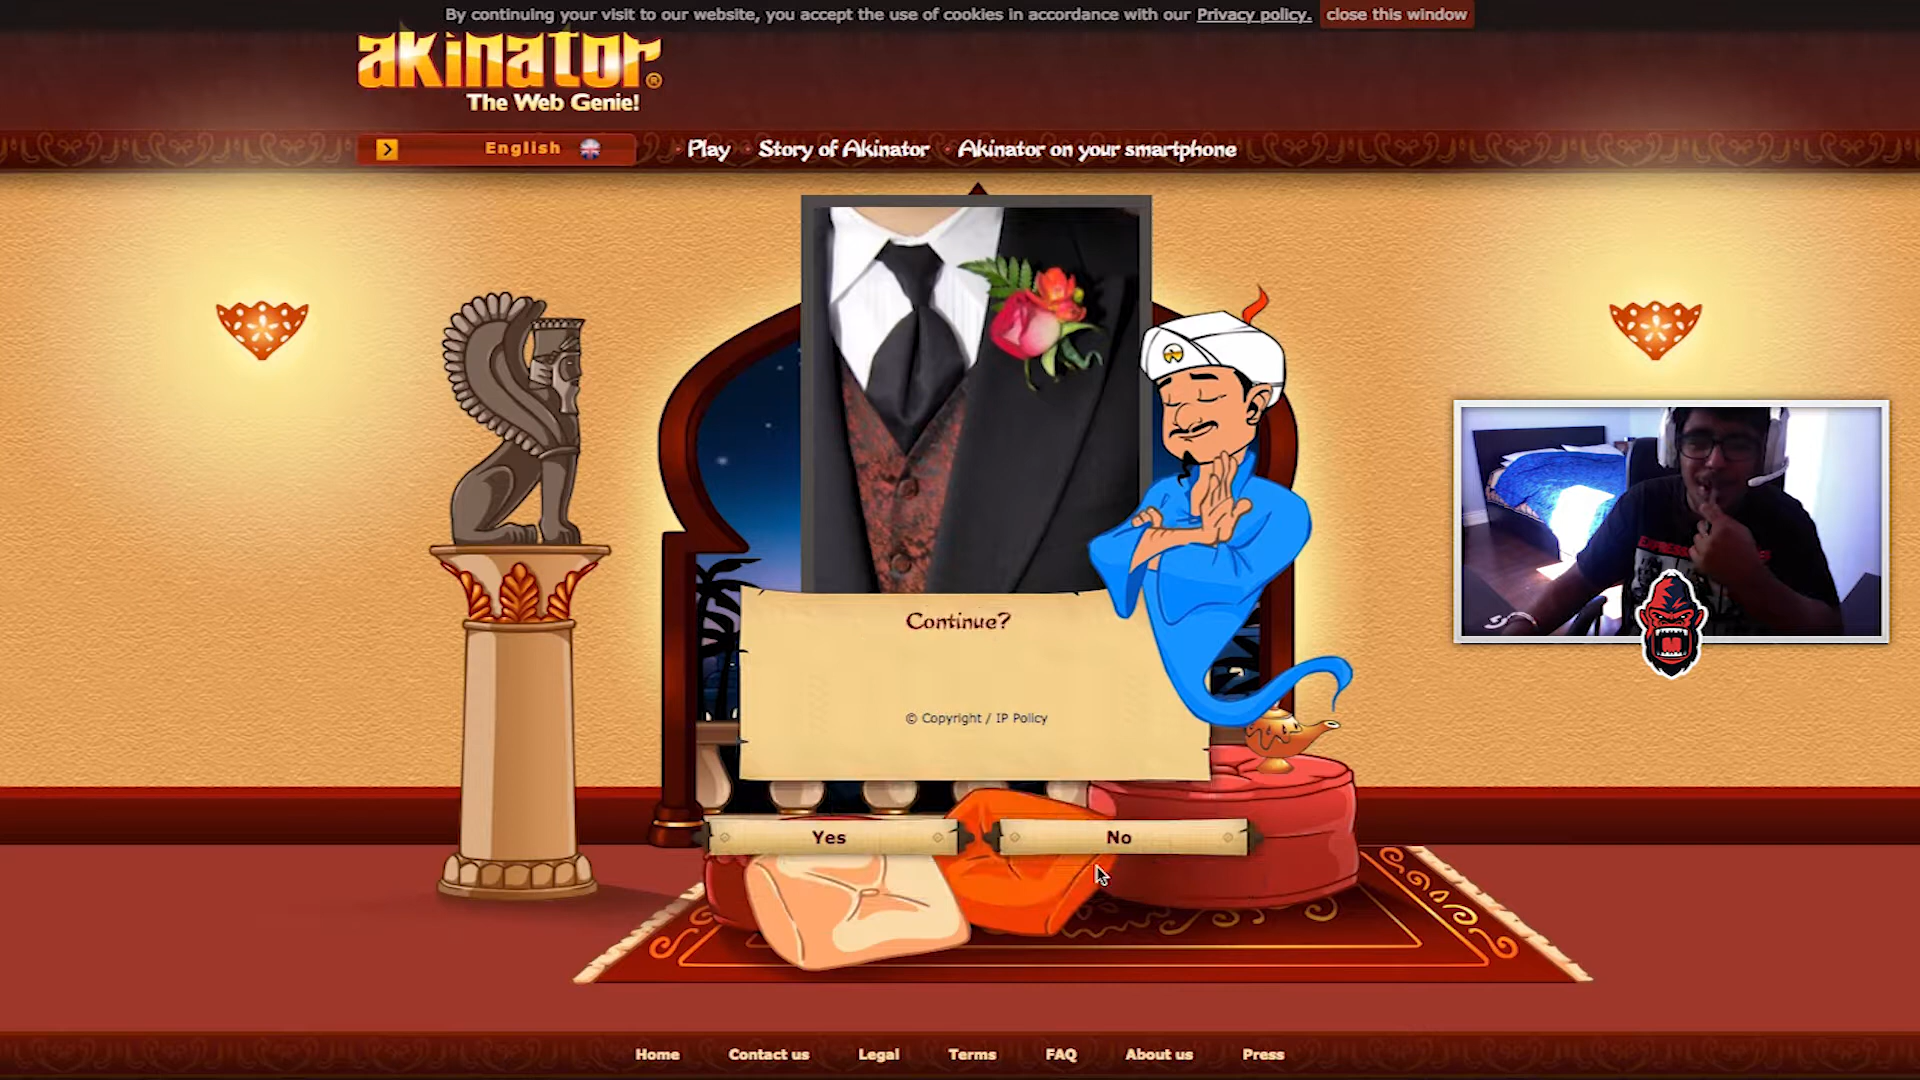 By continuing your visit to our website, you accept the use of cookies in accordance with our Privacy policy. close this window
akinator®
The Web Genie!
English
Play
Story of Akinator
Akinator on your smartphone
Continue?
© Copyright / IP Policy
Yes
No
Home
Contact us
Legal
Terms
FAQ
About us
Press